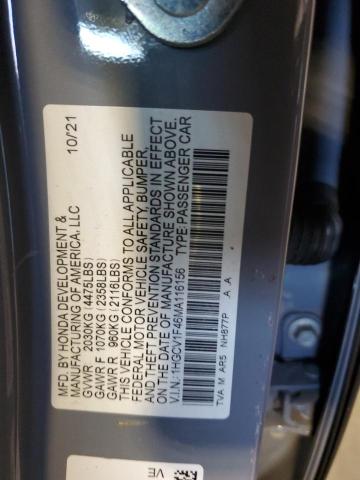 MFD. BY HONDA DEVELOPMENT & 10/21
MANUFACTURING OF AMERICA, LLC
GVWR 2030KG (4475LBS)
GAWR F 1070KG (2358LBS)
GAWR R 960KG (2116LBS)
THIS VEHICLE CONFORMS TO ALL APPLICABLE
FEDERAL MOTOR VEHICLE SAFETY, BUMPER,
AND THEFT PREVENTION STANDARDS IN EFFECT
ON THE DATE OF MANUFACTURE SHOWN ABOVE.
V.I.N.: 1HGCV1F46MA116156 TYPE:PASSENGER CAR
TVA M AR5 NH877P A A
VE